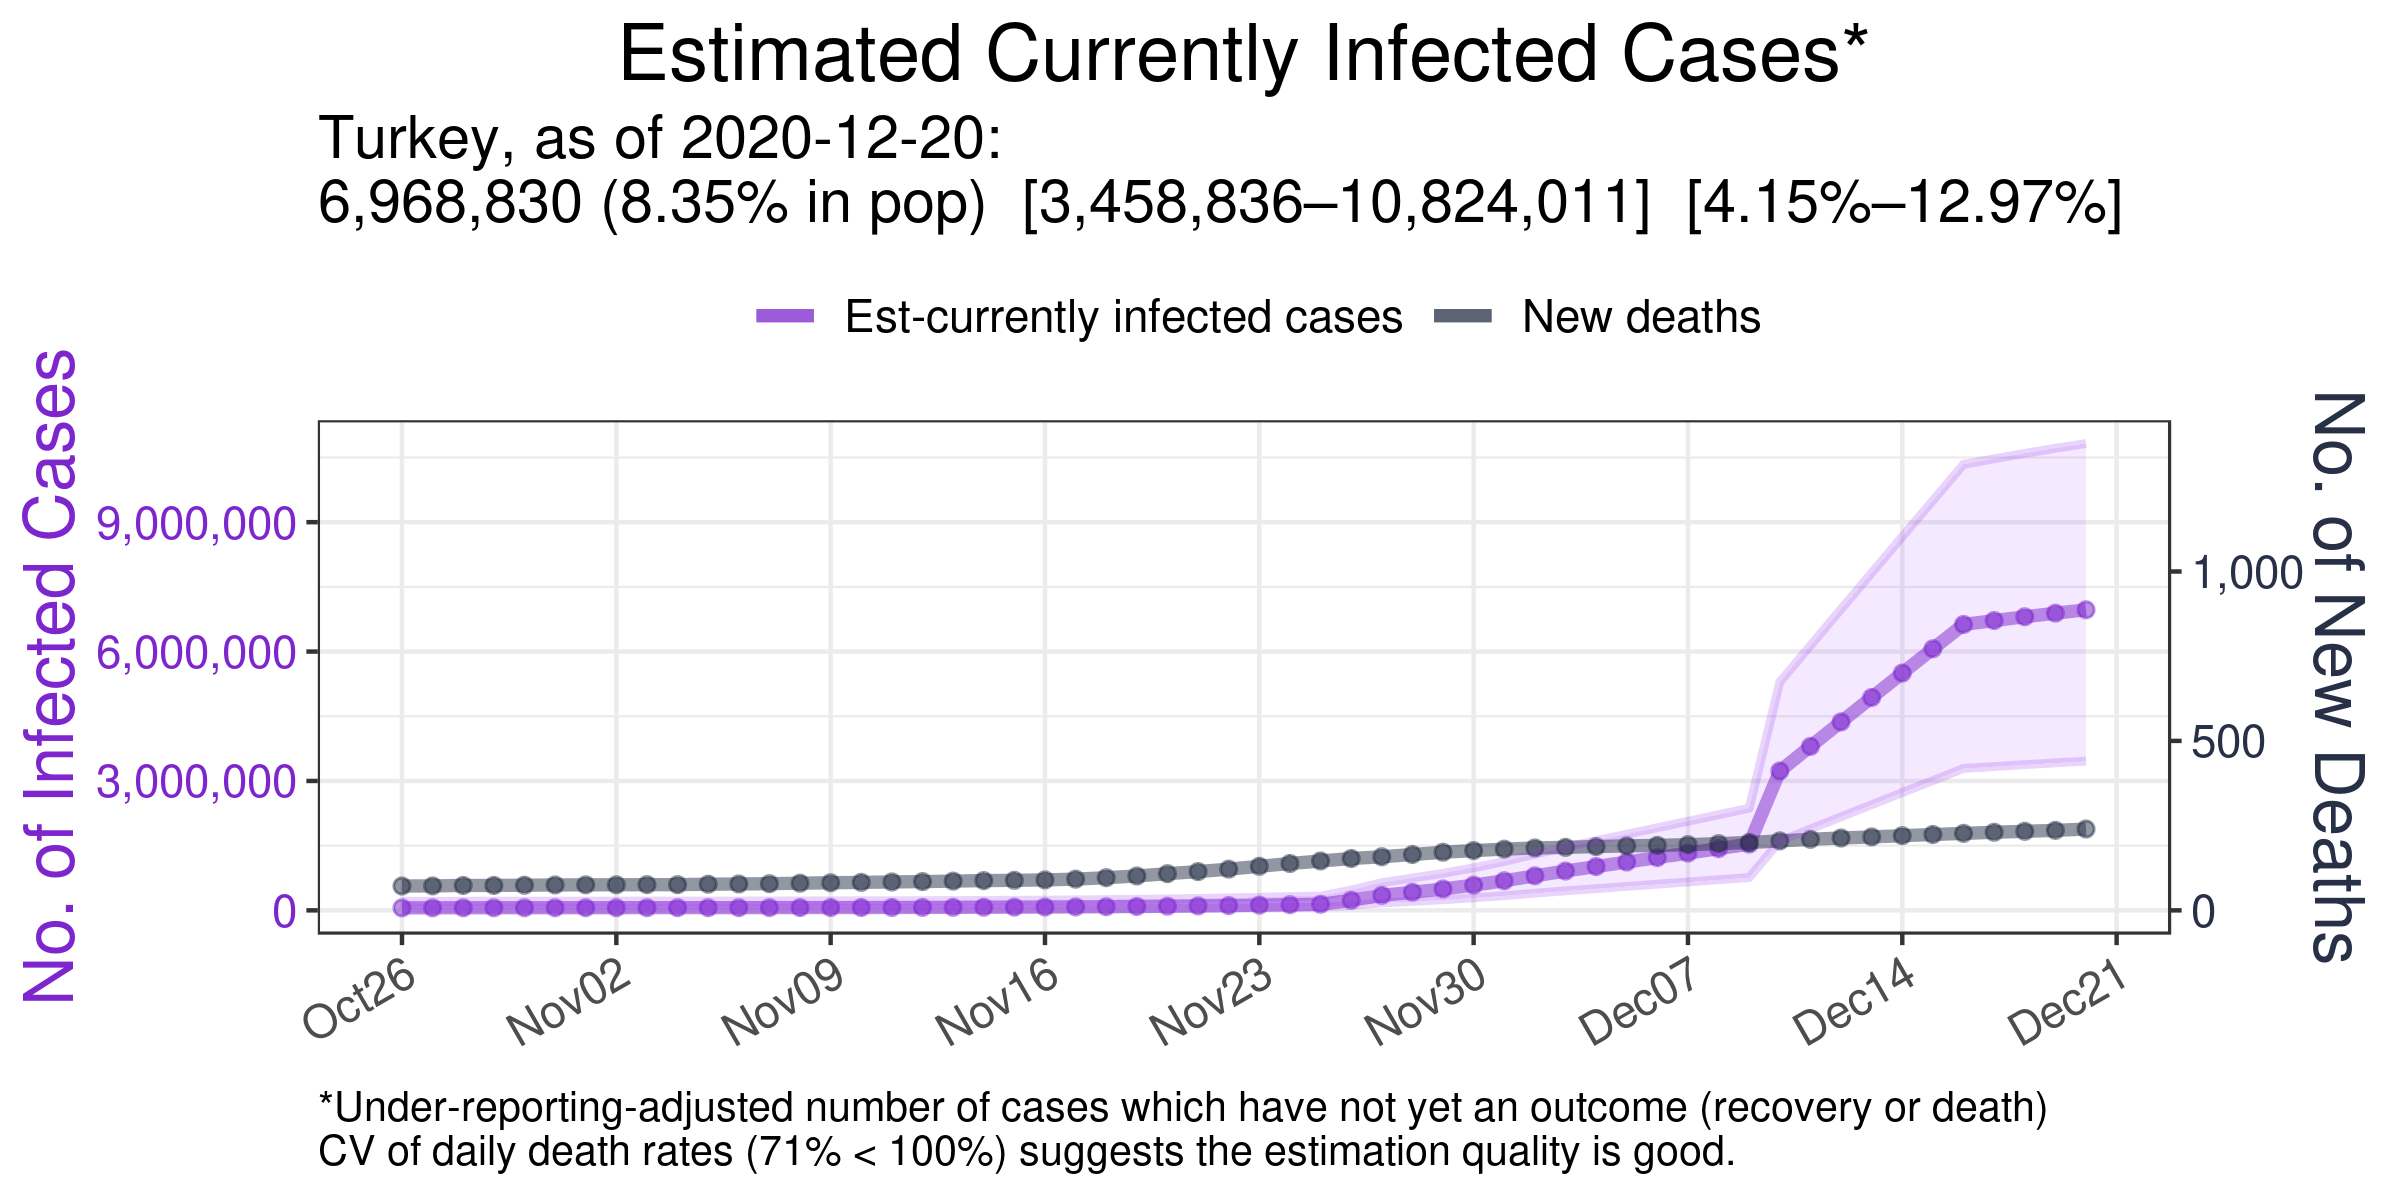 Estimated Currently Infected Cases*
Turkey, as of 2020-12-20:
6,968,830 (8.35% in pop) [3,458,836–10,824,011] [4.15%–12.97%]
Est-currently infected cases
New deaths
No. of Infected Cases
9,000,000
6,000,000
3,000,000
0
1,000
500
0
No. of New Deaths
Oct26
Nov02
Nov09
Nov16
Nov23
Nov30
Dec07
Dec14
Dec21
*Under-reporting-adjusted number of cases which have not yet an outcome (recovery or death)
CV of daily death rates (71% < 100%) suggests the estimation quality is good.